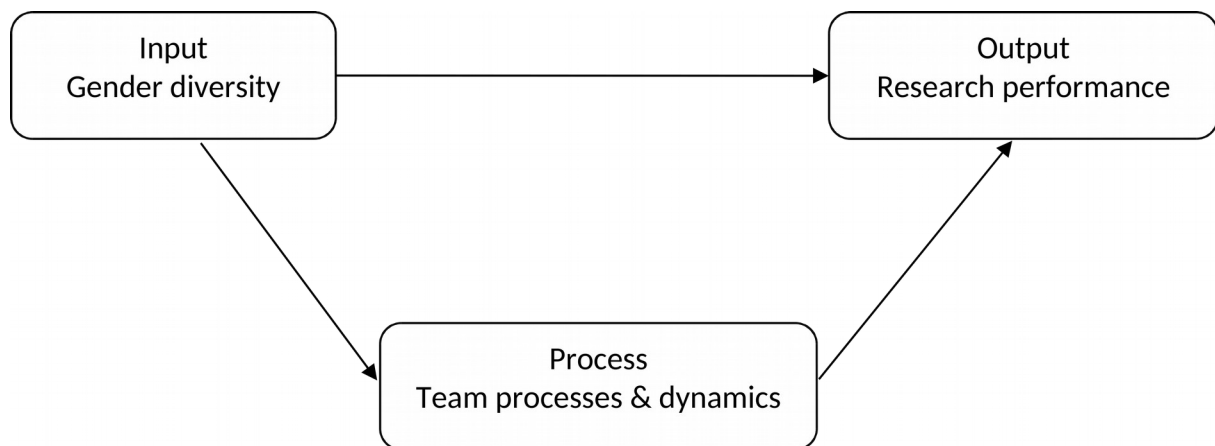 Input
Gender diversity
Output
Research performance
Process
Team processes & dynamics